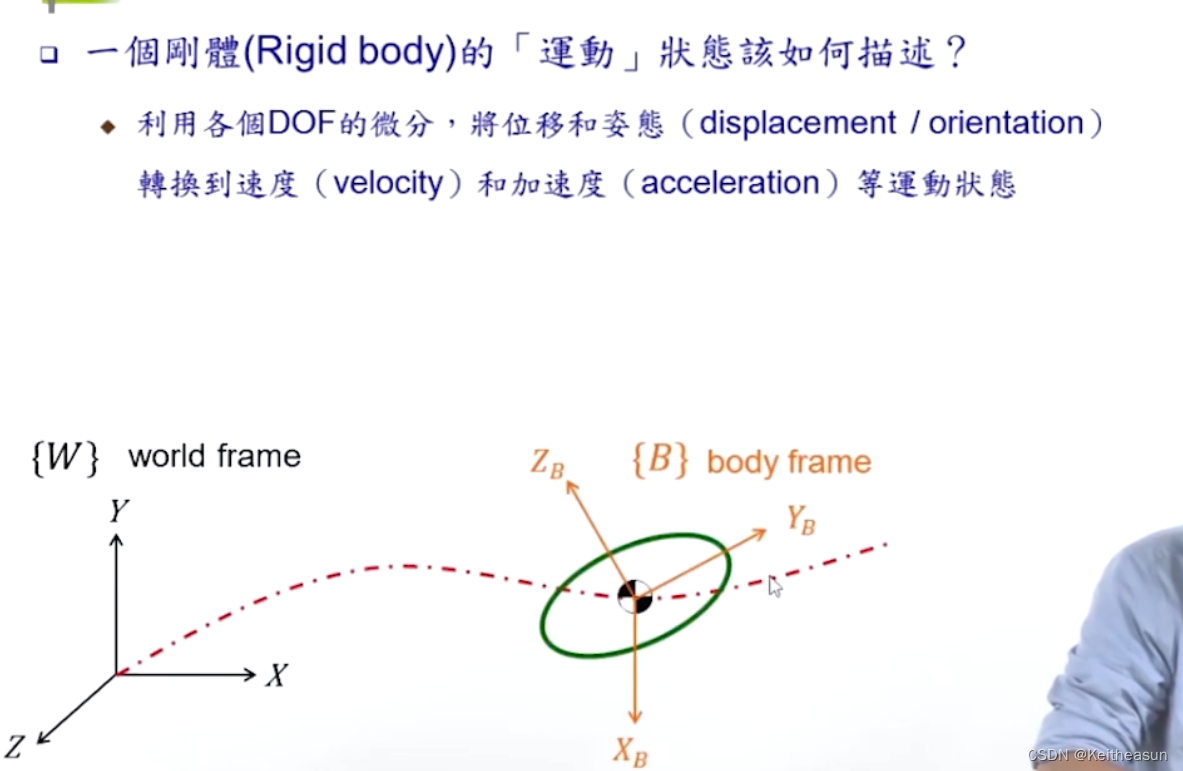 一個剛體(Rigid body)的「運動」狀態該如何描述？
利用各個DOF的微分，將位移和姿態（displacement / orientation）
轉換到速度（velocity）和加速度（acceleration）等運動狀態
{W} world frame
Z_B {B} body frame
Y
Y_B
X
Z
X_B
CSDN @Keitheasun